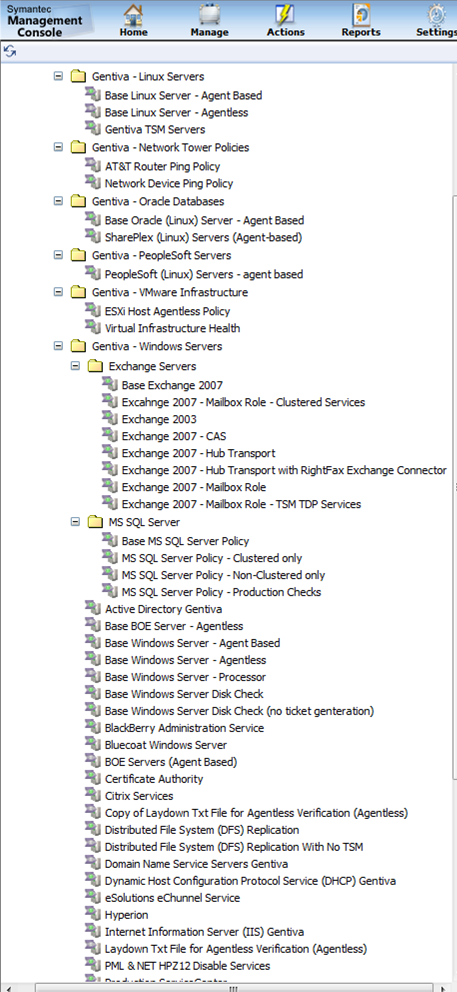 Symantec
Management
Console
Home
Manage
Actions
Reports
Settings
Gentiva - Linux Servers
Base Linux Server - Agent Based
Base Linux Server - Agentless
Gentiva TSM Servers
Gentiva - Network Tower Policies
AT&T Router Ping Policy
Network Device Ping Policy
Gentiva - Oracle Databases
Base Oracle (Linux) Server - Agent Based
SharePlex (Linux) Servers (Agent-based)
Gentiva - PeopleSoft Servers
PeopleSoft (Linux) Servers - agent based
Gentiva - VMware Infrastructure
ESXi Host Agentless Policy
Virtual Infrastructure Health
Gentiva - Windows Servers
Exchange Servers
Base Exchange 2007
Excahnge 2007 - Mailbox Role - Clustered Services
Exchange 2003
Exchange 2007 - CAS
Exchange 2007 - Hub Transport
Exchange 2007 - Hub Transport with RightFax Exchange Connector
Exchange 2007 - Mailbox Role
Exchange 2007 - Mailbox Role - TSM TDP Services
MS SQL Server
Base MS SQL Server Policy
MS SQL Server Policy - Clustered only
MS SQL Server Policy - Non-Clustered only
MS SQL Server Policy - Production Checks
Active Directory Gentiva
Base BOE Server - Agentless
Base Windows Server - Agent Based
Base Windows Server - Agentless
Base Windows Server - Processor
Base Windows Server Disk Check
Base Windows Server Disk Check (no ticket genteration)
BlackBerry Administration Service
Bluecoat Windows Server
BOE Servers (Agent Based)
Certificate Authority
Citrix Services
Copy of Laydown Txt File for Agentless Verification (Agentless)
Distributed File System (DFS) Replication
Distributed File System (DFS) Replication With No TSM
Domain Name Service Servers Gentiva
Dynamic Host Configuration Protocol Service (DHCP) Gentiva
eSolutions eChannel Service
Hyperion
Internet Information Server (IIS) Gentiva
Laydown Txt File for Agentless Verification (Agentless)
PML & NET HPZ12 Disable Services
Production ServiceCenter